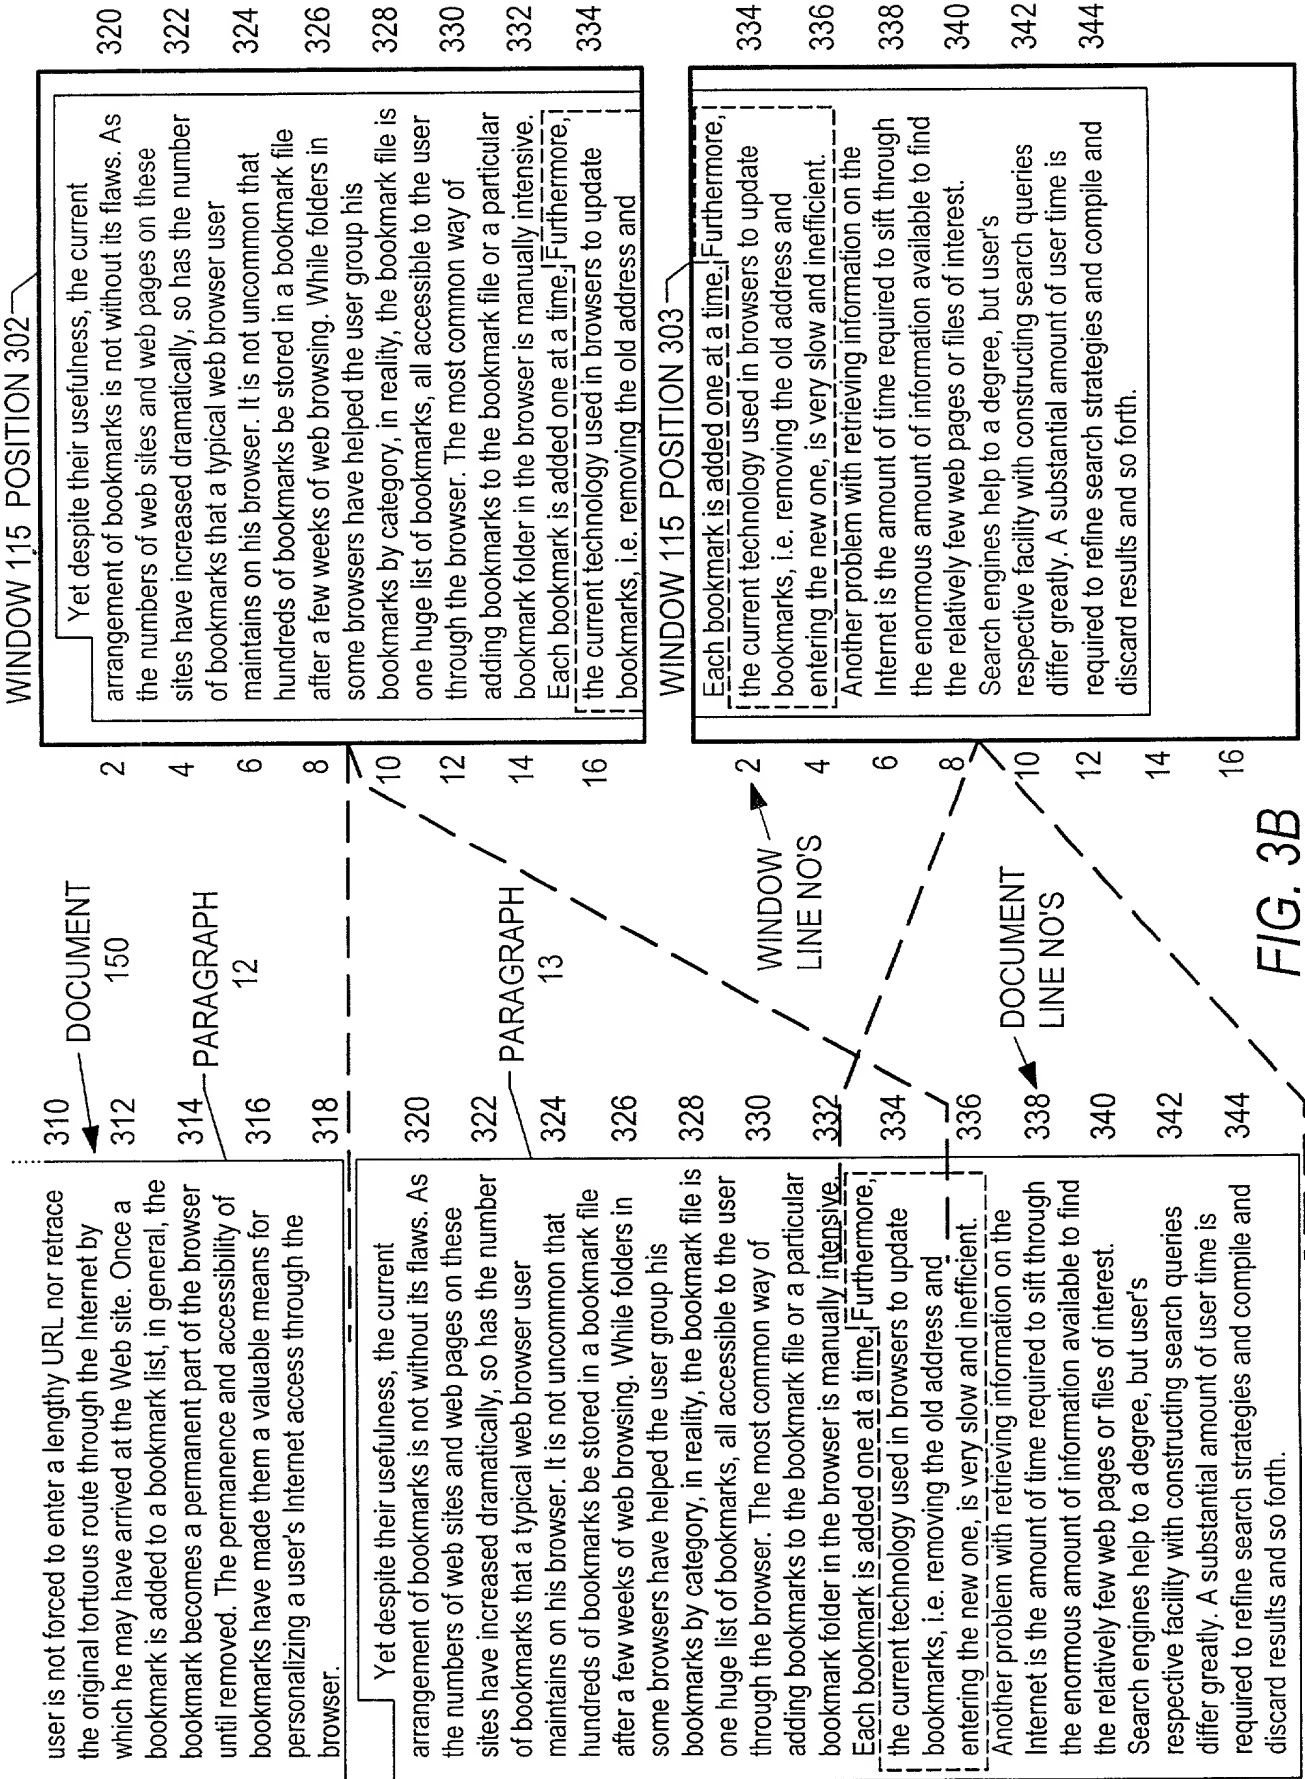 user is not forced to enter a lengthy URL nor retrace
the original tortuous route through the Internet by
which he may have arrived at the Web site. Once a
bookmark is added to a bookmark list, in general, the
bookmark becomes a permanent part of the browser
until removed. The permanence and accessibility of
bookmarks have made them a valuable means for
personalizing a user's Internet access through the
browser.
310
312
314
316
318
DOCUMENT
150
PARAGRAPH
12
Yet despite their usefulness, the current
arrangement of bookmarks is not without its flaws. As
the numbers of web sites and web pages on these
sites have increased dramatically, so has the number
of bookmarks that a typical web browser user
maintains on his browser. It is not uncommon that
hundreds of bookmarks be stored in a bookmark file
after a few weeks of web browsing. While folders in
some browsers have helped the user group his
bookmarks by category, in reality, the bookmark file is
one huge list of bookmarks, all accessible to the user
through the browser. The most common way of
adding bookmarks to the bookmark file or a particular
bookmark folder in the browser is manually intensive.
Each bookmark is added one at a time. Furthermore,
the current technology used in browsers to update
bookmarks, i.e. removing the old address and
entering the new one, is very slow and inefficient.
Another problem with retrieving information on the
Internet is the amount of time required to sift through
the enormous amount of information available to find
the relatively few web pages or files of interest.
Search engines help to a degree, but user's
respective facility with constructing search queries
differ greatly. A substantial amount of user time is
required to refine search strategies and compile and
discard results and so forth.
320
322
324
326
328
330
332
334
336
338
340
342
344
PARAGRAPH
13
DOCUMENT
LINE NO'S
WINDOW 115 POSITION 302
2
4
6
8
10
12
14
16
Yet despite their usefulness, the current
arrangement of bookmarks is not without its flaws. As
the numbers of web sites and web pages on these
sites have increased dramatically, so has the number
of bookmarks that a typical web browser user
maintains on his browser. It is not uncommon that
hundreds of bookmarks be stored in a bookmark file
after a few weeks of web browsing. While folders in
some browsers have helped the user group his
bookmarks by category, in reality, the bookmark file is
one huge list of bookmarks, all accessible to the user
through the browser. The most common way of
adding bookmarks to the bookmark file or a particular
bookmark folder in the browser is manually intensive.
Each bookmark is added one at a time. Furthermore,
the current technology used in browsers to update
bookmarks, i.e. removing the old address and
320
322
324
326
328
330
332
334
WINDOW 115 POSITION 303
WINDOW
LINE NO'S
2
4
6
8
10
12
14
16
Each bookmark is added one at a time. Furthermore,
the current technology used in browsers to update
bookmarks, i.e. removing the old address and
entering the new one, is very slow and inefficient.
Another problem with retrieving information on the
Internet is the amount of time required to sift through
the enormous amount of information available to find
the relatively few web pages or files of interest.
Search engines help to a degree, but user's
respective facility with constructing search queries
differ greatly. A substantial amount of user time is
required to refine search strategies and compile and
discard results and so forth.
334
336
338
340
342
344
FIG. 3B